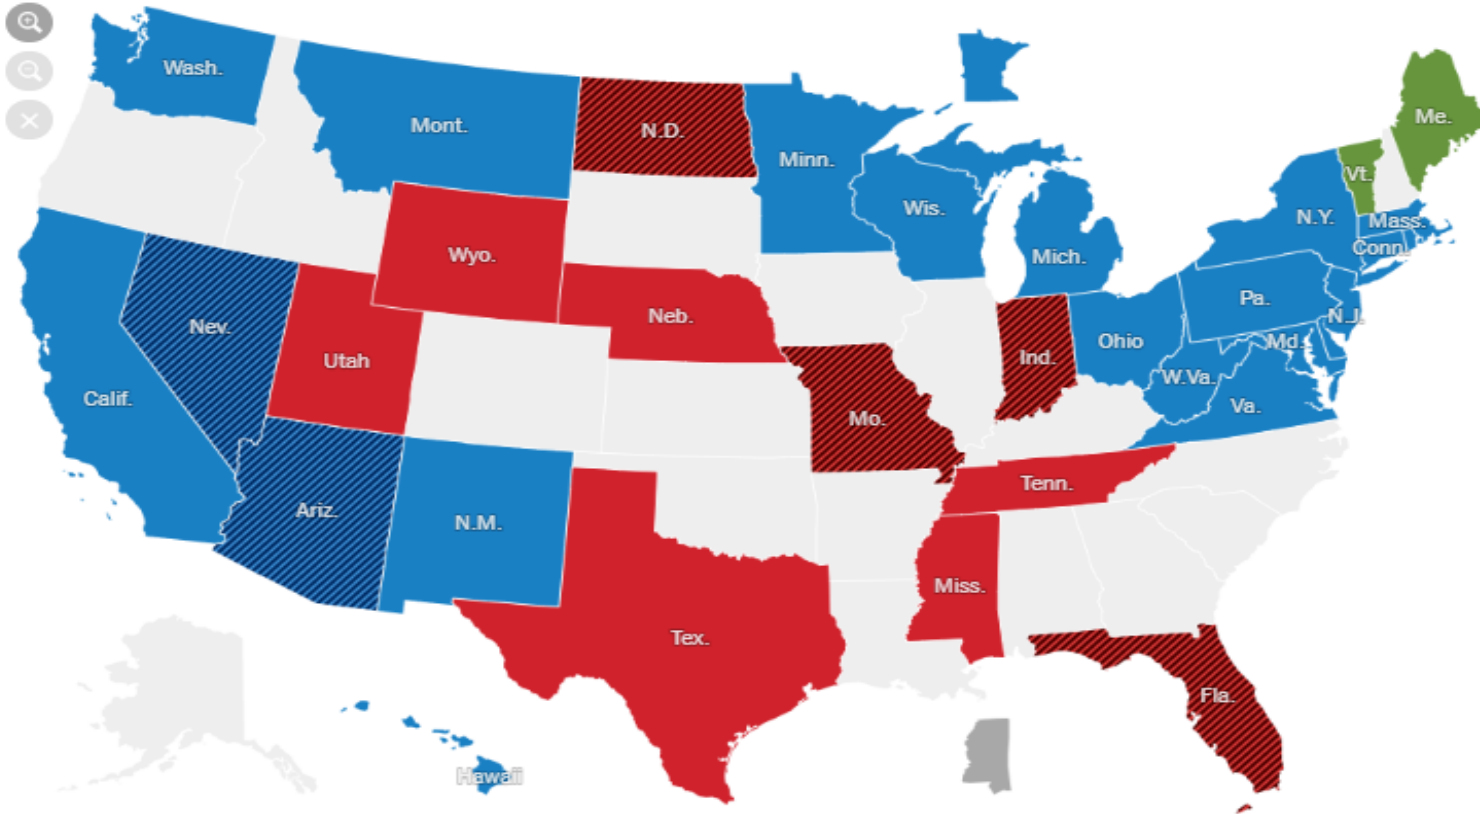 Wash.
Mont.
N.D.
Minn.
Me.
Vt.
Wis.
N.Y.
Mass.
Conn.
Wyo.
Mich.
Pa.
Neb.
N.J.
Nev.
Ohio
Md.
Utah
Ind.
W.Va.
Calif.
Va.
Mo.
Tenn.
Ariz.
N.M.
Miss.
Tex.
Fla.
Hawaii